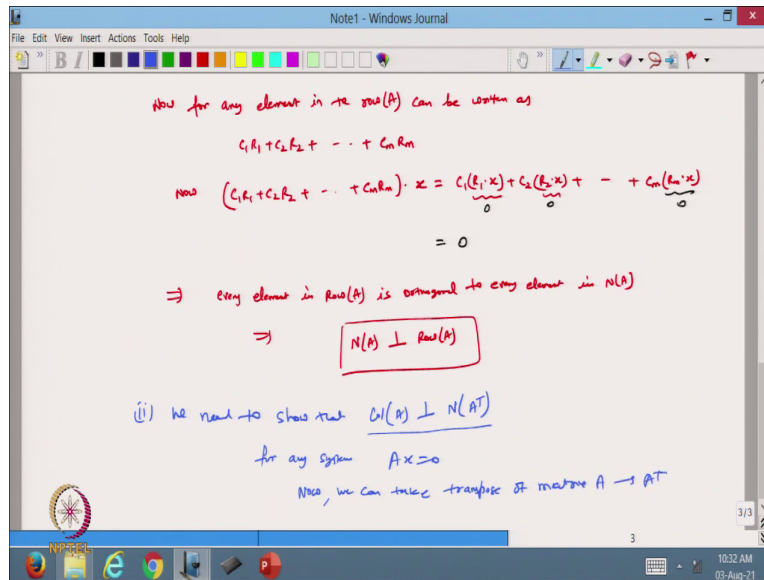 Note1 - Windows Journal
File Edit View Insert Actions Tools Help
Now for any element in te row(A) can be written as
C₁R₁ + C₂R₂ + - - + CmRm
Now (C₁R₁ + C₂R₂ + - - + CmRm) · x = C₁(R₁·x) + C₂(R₂·x) + - + Cm(Rm·x)
0 0 0
= 0
⇒ every element in Row(A) is orthogonal to every element in N(A)
⇒ N(A) ⊥ Row(A)
(ii) We need to show that Col(A) ⊥ N(Aᵀ)
for any system Ax=0
Now, we can take transpose of matrix A → Aᵀ
3/3
NPTEL
3
10:32 AM
03-Aug-21